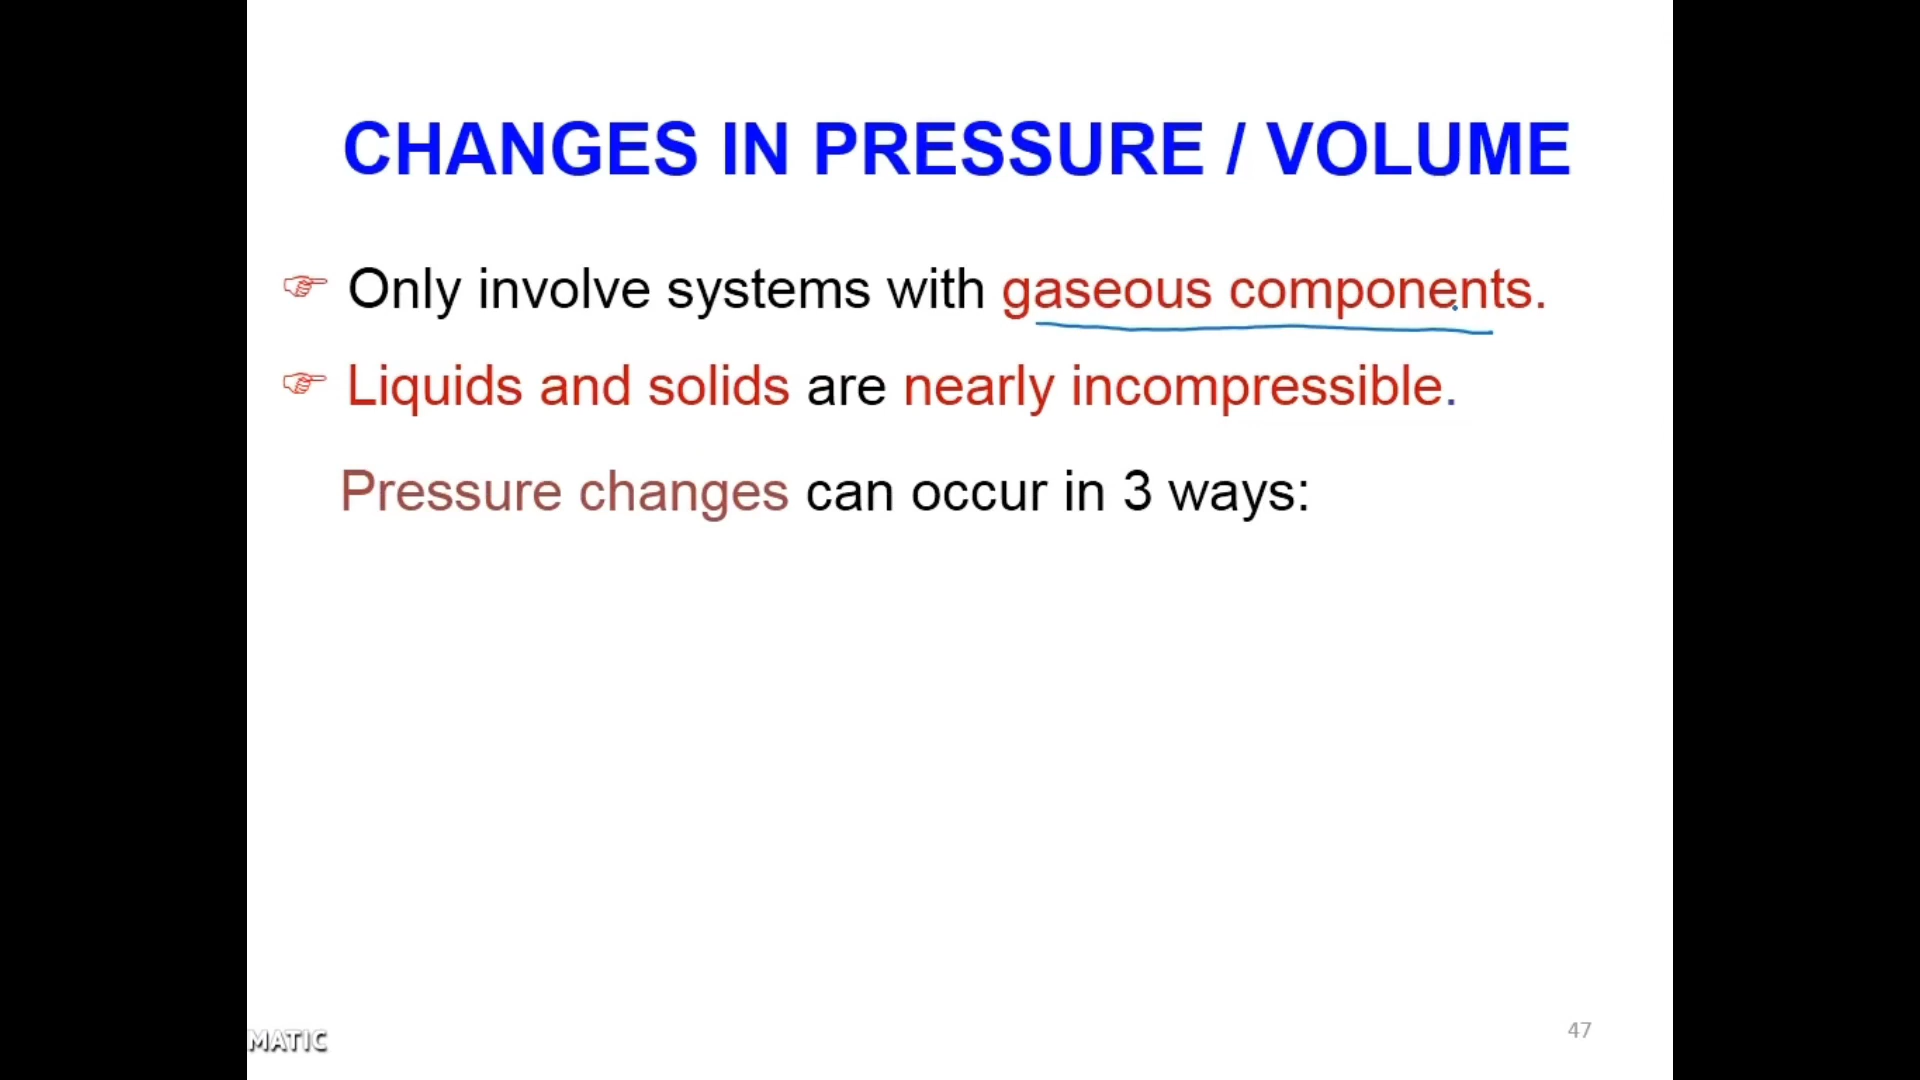 CHANGES IN PRESSURE / VOLUME
Only involve systems with gaseous components.
Liquids and solids are nearly incompressible.
Pressure changes can occur in 3 ways:
MATIC
47